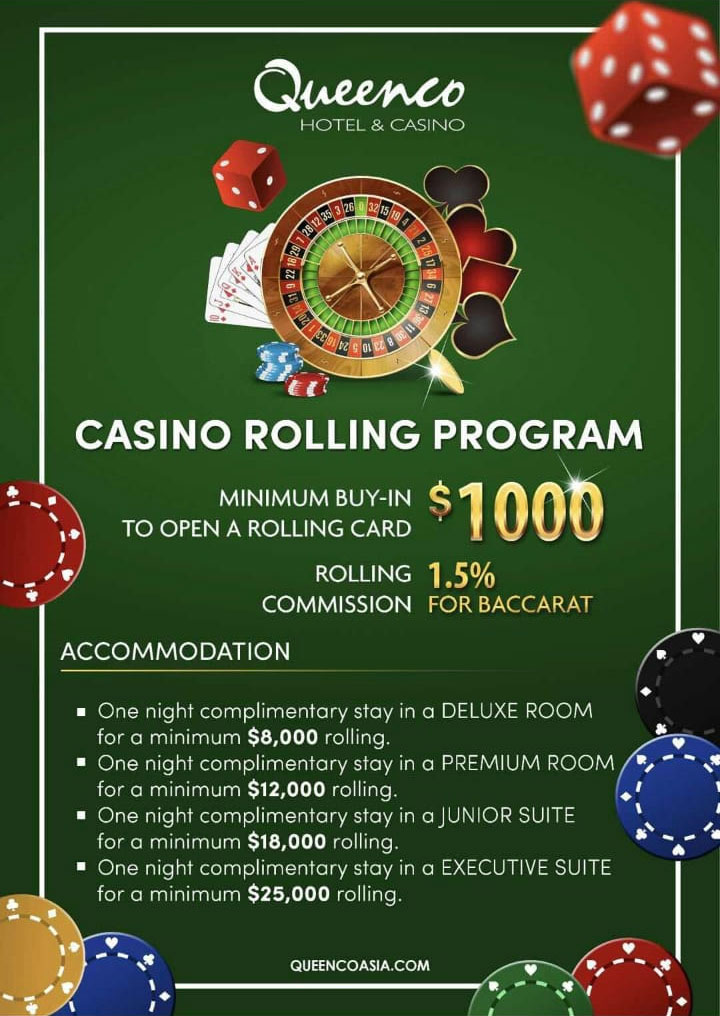 Queenco
HOTEL & CASINO
CASINO ROLLING PROGRAM
MINIMUM BUY-IN
TO OPEN A ROLLING CARD
$1000
ROLLING
COMMISSION
1.5%
FOR BACCARAT
ACCOMMODATION
▪ One night complimentary stay in a DELUXE ROOM
for a minimum $8,000 rolling.
▪ One night complimentary stay in a PREMIUM ROOM
for a minimum $12,000 rolling.
▪ One night complimentary stay in a JUNIOR SUITE
for a minimum $18,000 rolling.
▪ One night complimentary stay in a EXECUTIVE SUITE
for a minimum $25,000 rolling.
QUEENCOASIA.COM